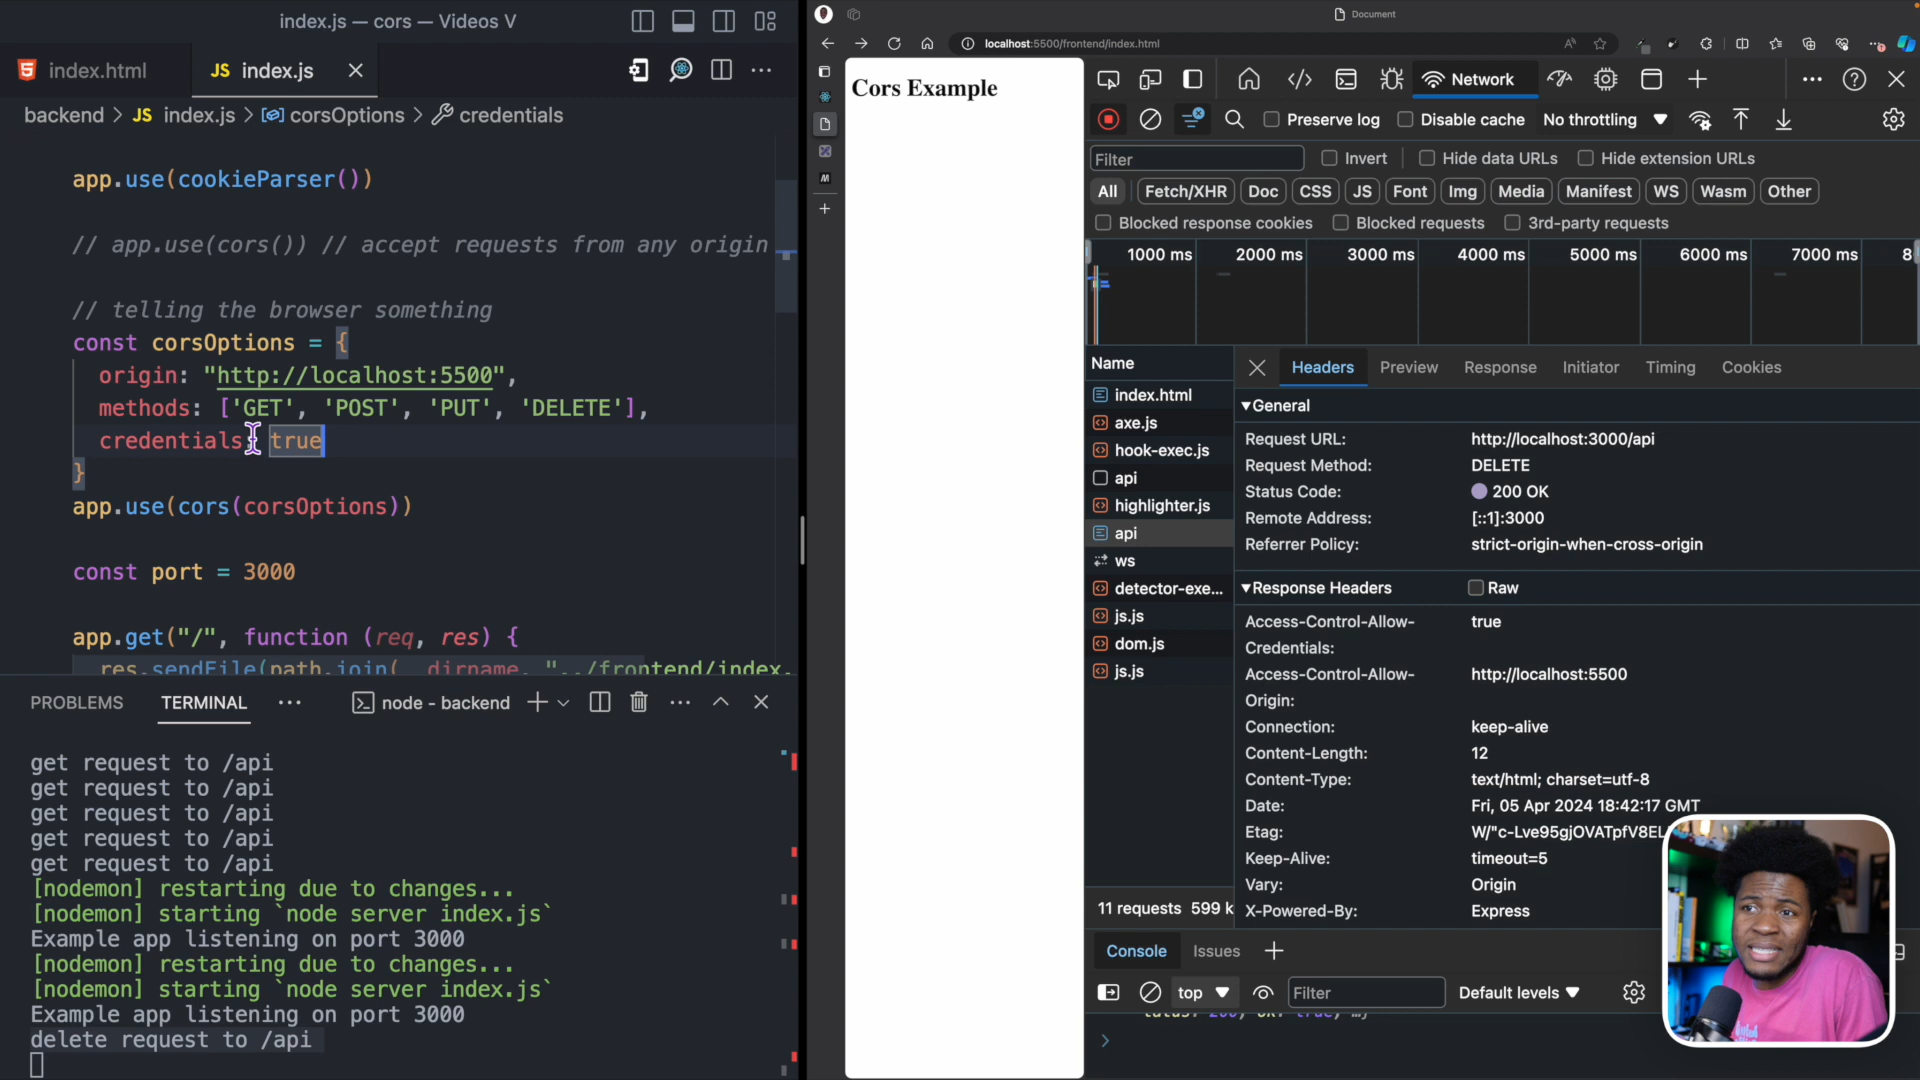 index.js — cors — Videos V
index.html
JS index.js
backend > JS index.js > corsOptions > credentials
app.use(cookieParser())
// app.use(cors()) // accept requests from any origin
// telling the browser something
const corsOptions = {
origin: "http://localhost:5500",
methods: ['GET', 'POST', 'PUT', 'DELETE'],
credentials: true
}
app.use(cors(corsOptions))
const port = 3000
app.get("/", function (req, res) {
res.sendFile(path.join(__dirname, "../frontend/index.
PROBLEMS
TERMINAL
node - backend
get request to /api
get request to /api
get request to /api
get request to /api
get request to /api
[nodemon] restarting due to changes...
[nodemon] starting `node server index.js`
Example app listening on port 3000
[nodemon] restarting due to changes...
[nodemon] starting `node server index.js`
Example app listening on port 3000
delete request to /api
Document
localhost:5500/frontend/index.html
Cors Example
Network
Preserve log
Disable cache
No throttling
Filter
Invert
Hide data URLs
Hide extension URLs
All
Fetch/XHR
Doc
CSS
JS
Font
Img
Media
Manifest
WS
Wasm
Other
Blocked response cookies
Blocked requests
3rd-party requests
1000 ms
2000 ms
3000 ms
4000 ms
5000 ms
6000 ms
7000 ms
8
Name
index.html
axe.js
hook-exec.js
api
highlighter.js
api
ws
detector-exe...
js.js
dom.js
js.js
11 requests 599 k
Headers
Preview
Response
Initiator
Timing
Cookies
General
Request URL: http://localhost:3000/api
Request Method: DELETE
Status Code: 200 OK
Remote Address: [::1]:3000
Referrer Policy: strict-origin-when-cross-origin
Response Headers
Raw
Access-Control-Allow- true
Credentials:
Access-Control-Allow- http://localhost:5500
Origin:
Connection: keep-alive
Content-Length: 12
Content-Type: text/html; charset=utf-8
Date: Fri, 05 Apr 2024 18:42:17 GMT
Etag: W/"c-Lve95gjOVATpfV8EL
Keep-Alive: timeout=5
Vary: Origin
X-Powered-By: Express
Console
Issues
top
Filter
Default levels